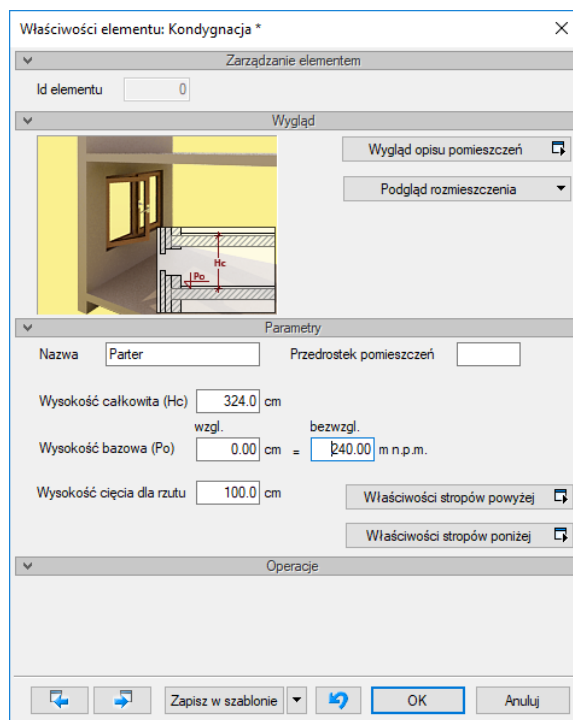 Właściwości elementu: Kondygnacja *
Zarządzanie elementem
Id elementu 0
Wygląd
Wygląd opisu pomieszczeń
Podgląd rozmieszczenia
Hc
Po
Parametry
Nazwa Parter Przedrostek pomieszczeń
Wysokość całkowita (Hc) 324.0 cm
wzgl. bezwzgl.
Wysokość bazowa (Po) 0.00 cm = 240.00 m n.p.m.
Wysokość cięcia dla rzutu 100.0 cm
Właściwości stropów powyżej
Właściwości stropów poniżej
Operacje
Zapisz w szablonie OK Anuluj